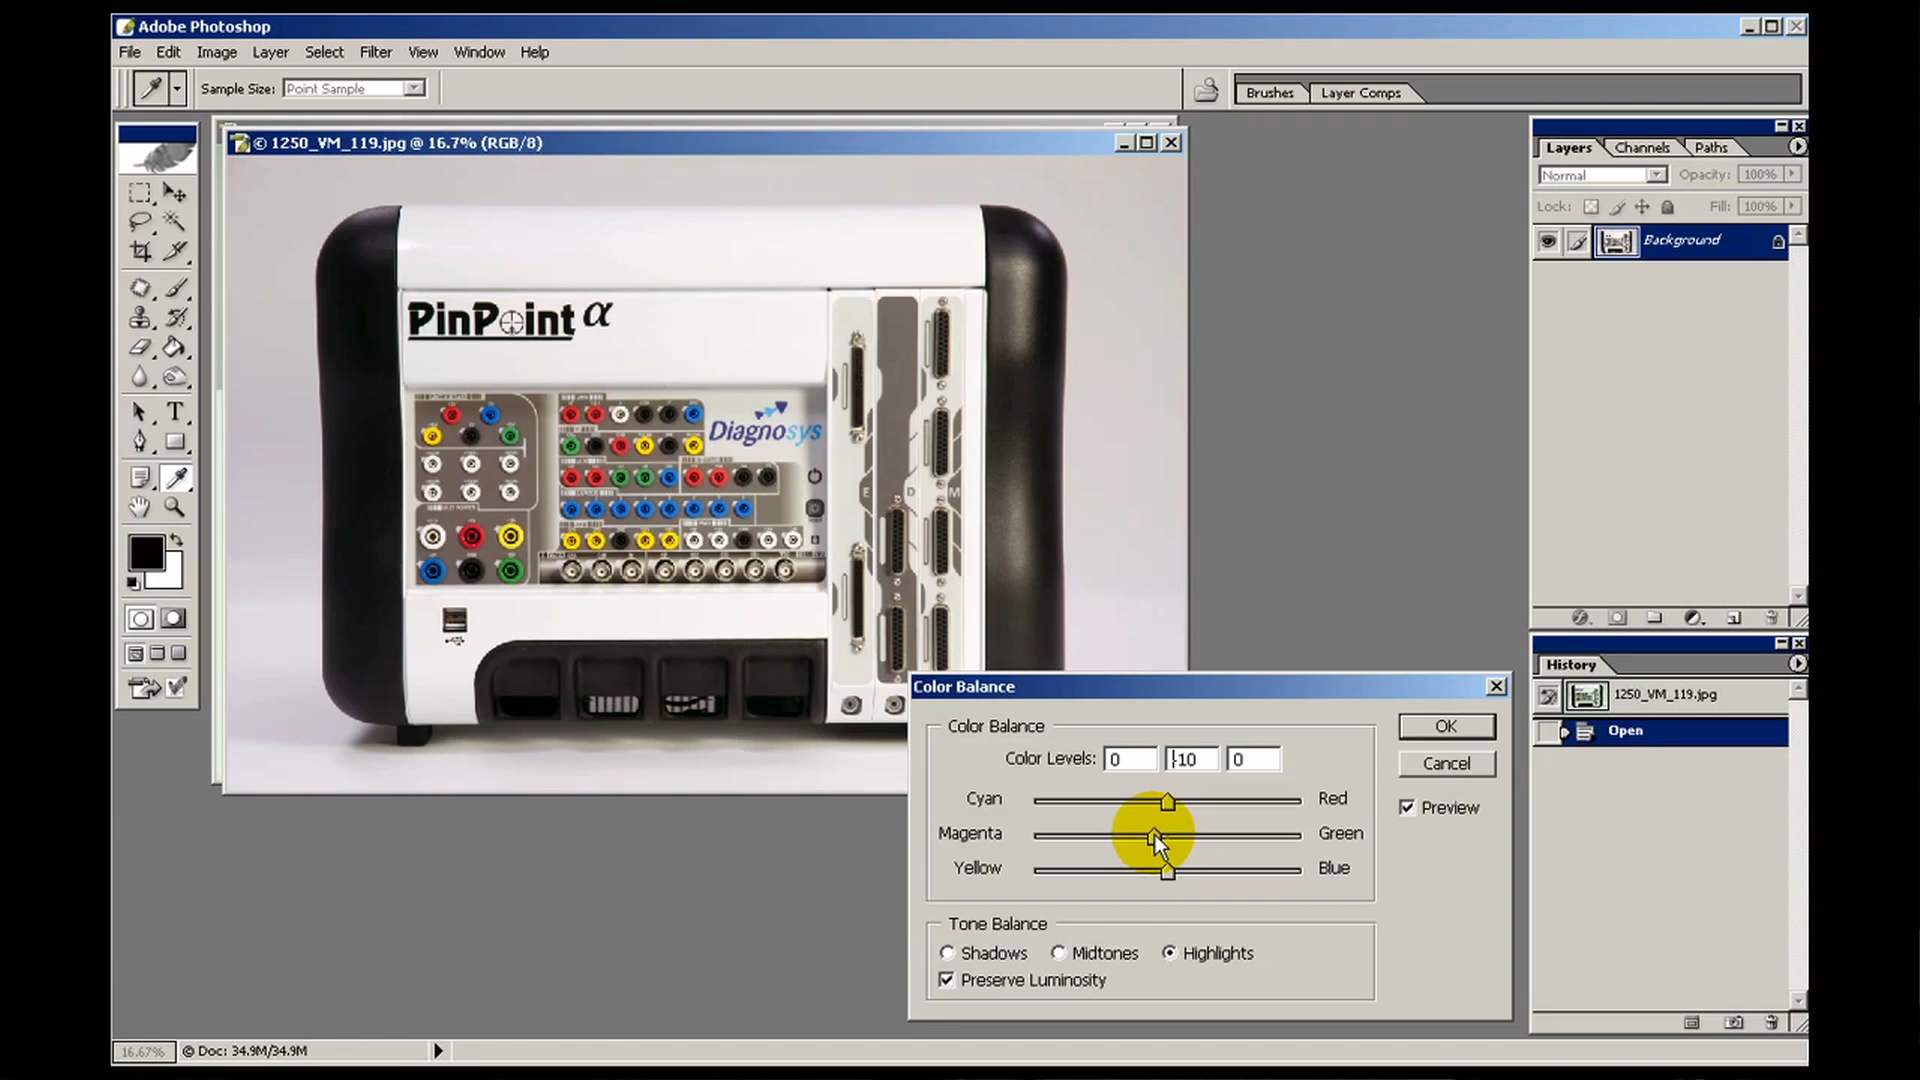 Adobe Photoshop
File Edit Image Layer Select Filter View Window Help
Sample Size: Point Sample
Brushes Layer Comps
© 1250_VM_119.jpg @ 16.7% (RGB/8)
PinPoint α
Diagnosys
E D M
Layers Channels Paths
Normal Opacity: 100%
Lock: Fill: 100%
Background
History
1250_VM_119.jpg
Open
Color Balance
Color Balance
Color Levels: 0 -10 0
Cyan Red
Magenta Green
Yellow Blue
Tone Balance
Shadows Midtones Highlights
Preserve Luminosity
OK
Cancel
Preview
16.67% © Doc: 34.9M/34.9M